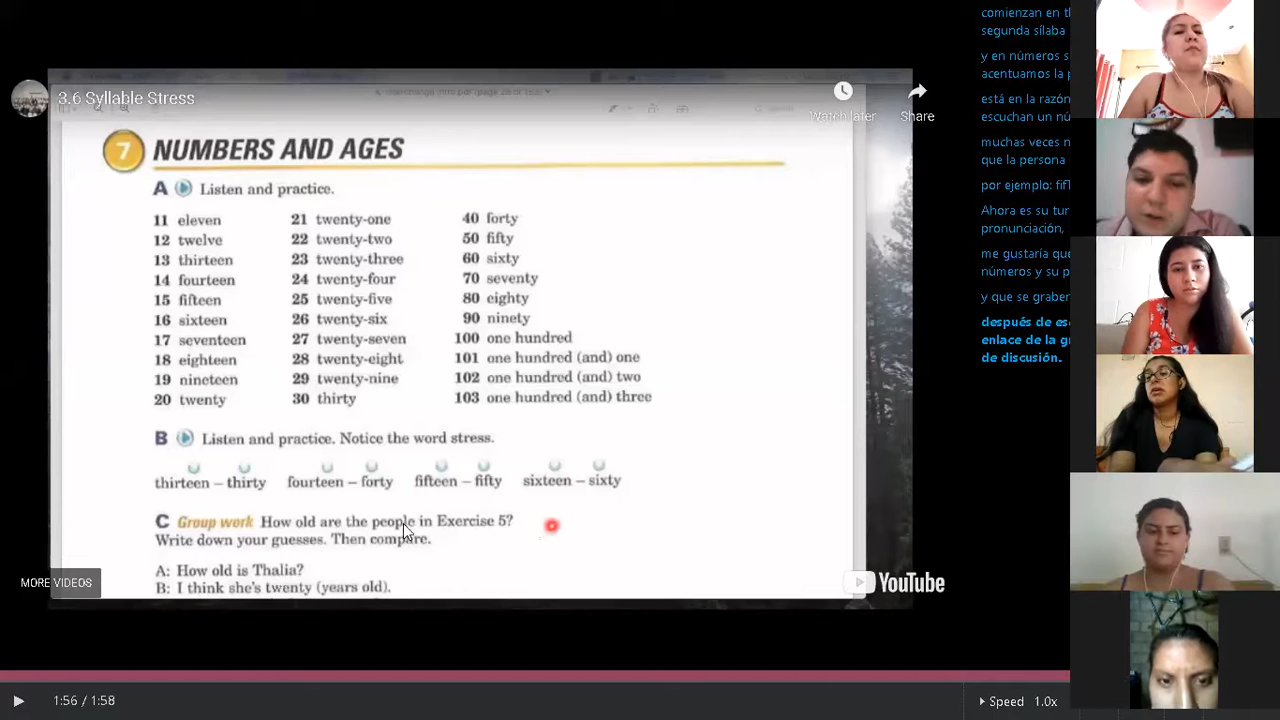 3.6 Syllable Stress
Watch later
Share
7 NUMBERS AND AGES
A Listen and practice.
11 eleven 21 twenty-one 40 forty
12 twelve 22 twenty-two 50 fifty
13 thirteen 23 twenty-three 60 sixty
14 fourteen 24 twenty-four 70 seventy
15 fifteen 25 twenty-five 80 eighty
16 sixteen 26 twenty-six 90 ninety
17 seventeen 27 twenty-seven 100 one hundred
18 eighteen 28 twenty-eight 101 one hundred (and) one
19 nineteen 29 twenty-nine 102 one hundred (and) two
20 twenty 30 thirty 103 one hundred (and) three
B Listen and practice. Notice the word stress.
thirteen – thirty fourteen – forty fifteen – fifty sixteen – sixty
C Group work How old are the people in Exercise 5?
Write down your guesses. Then compare.
A: How old is Thalia?
B: I think she's twenty (years old).
MORE VIDEOS
YouTube
1:56 / 1:58
Speed 1.0x
comienzan en
segunda sílaba
y en números
acentuamos la
está en la razón
escuchan un
muchas veces
que la persona
por ejemplo:
Ahora es su
pronunciación,
me gustaría
números y su
y que se
después de
enlace de la
de discusión.